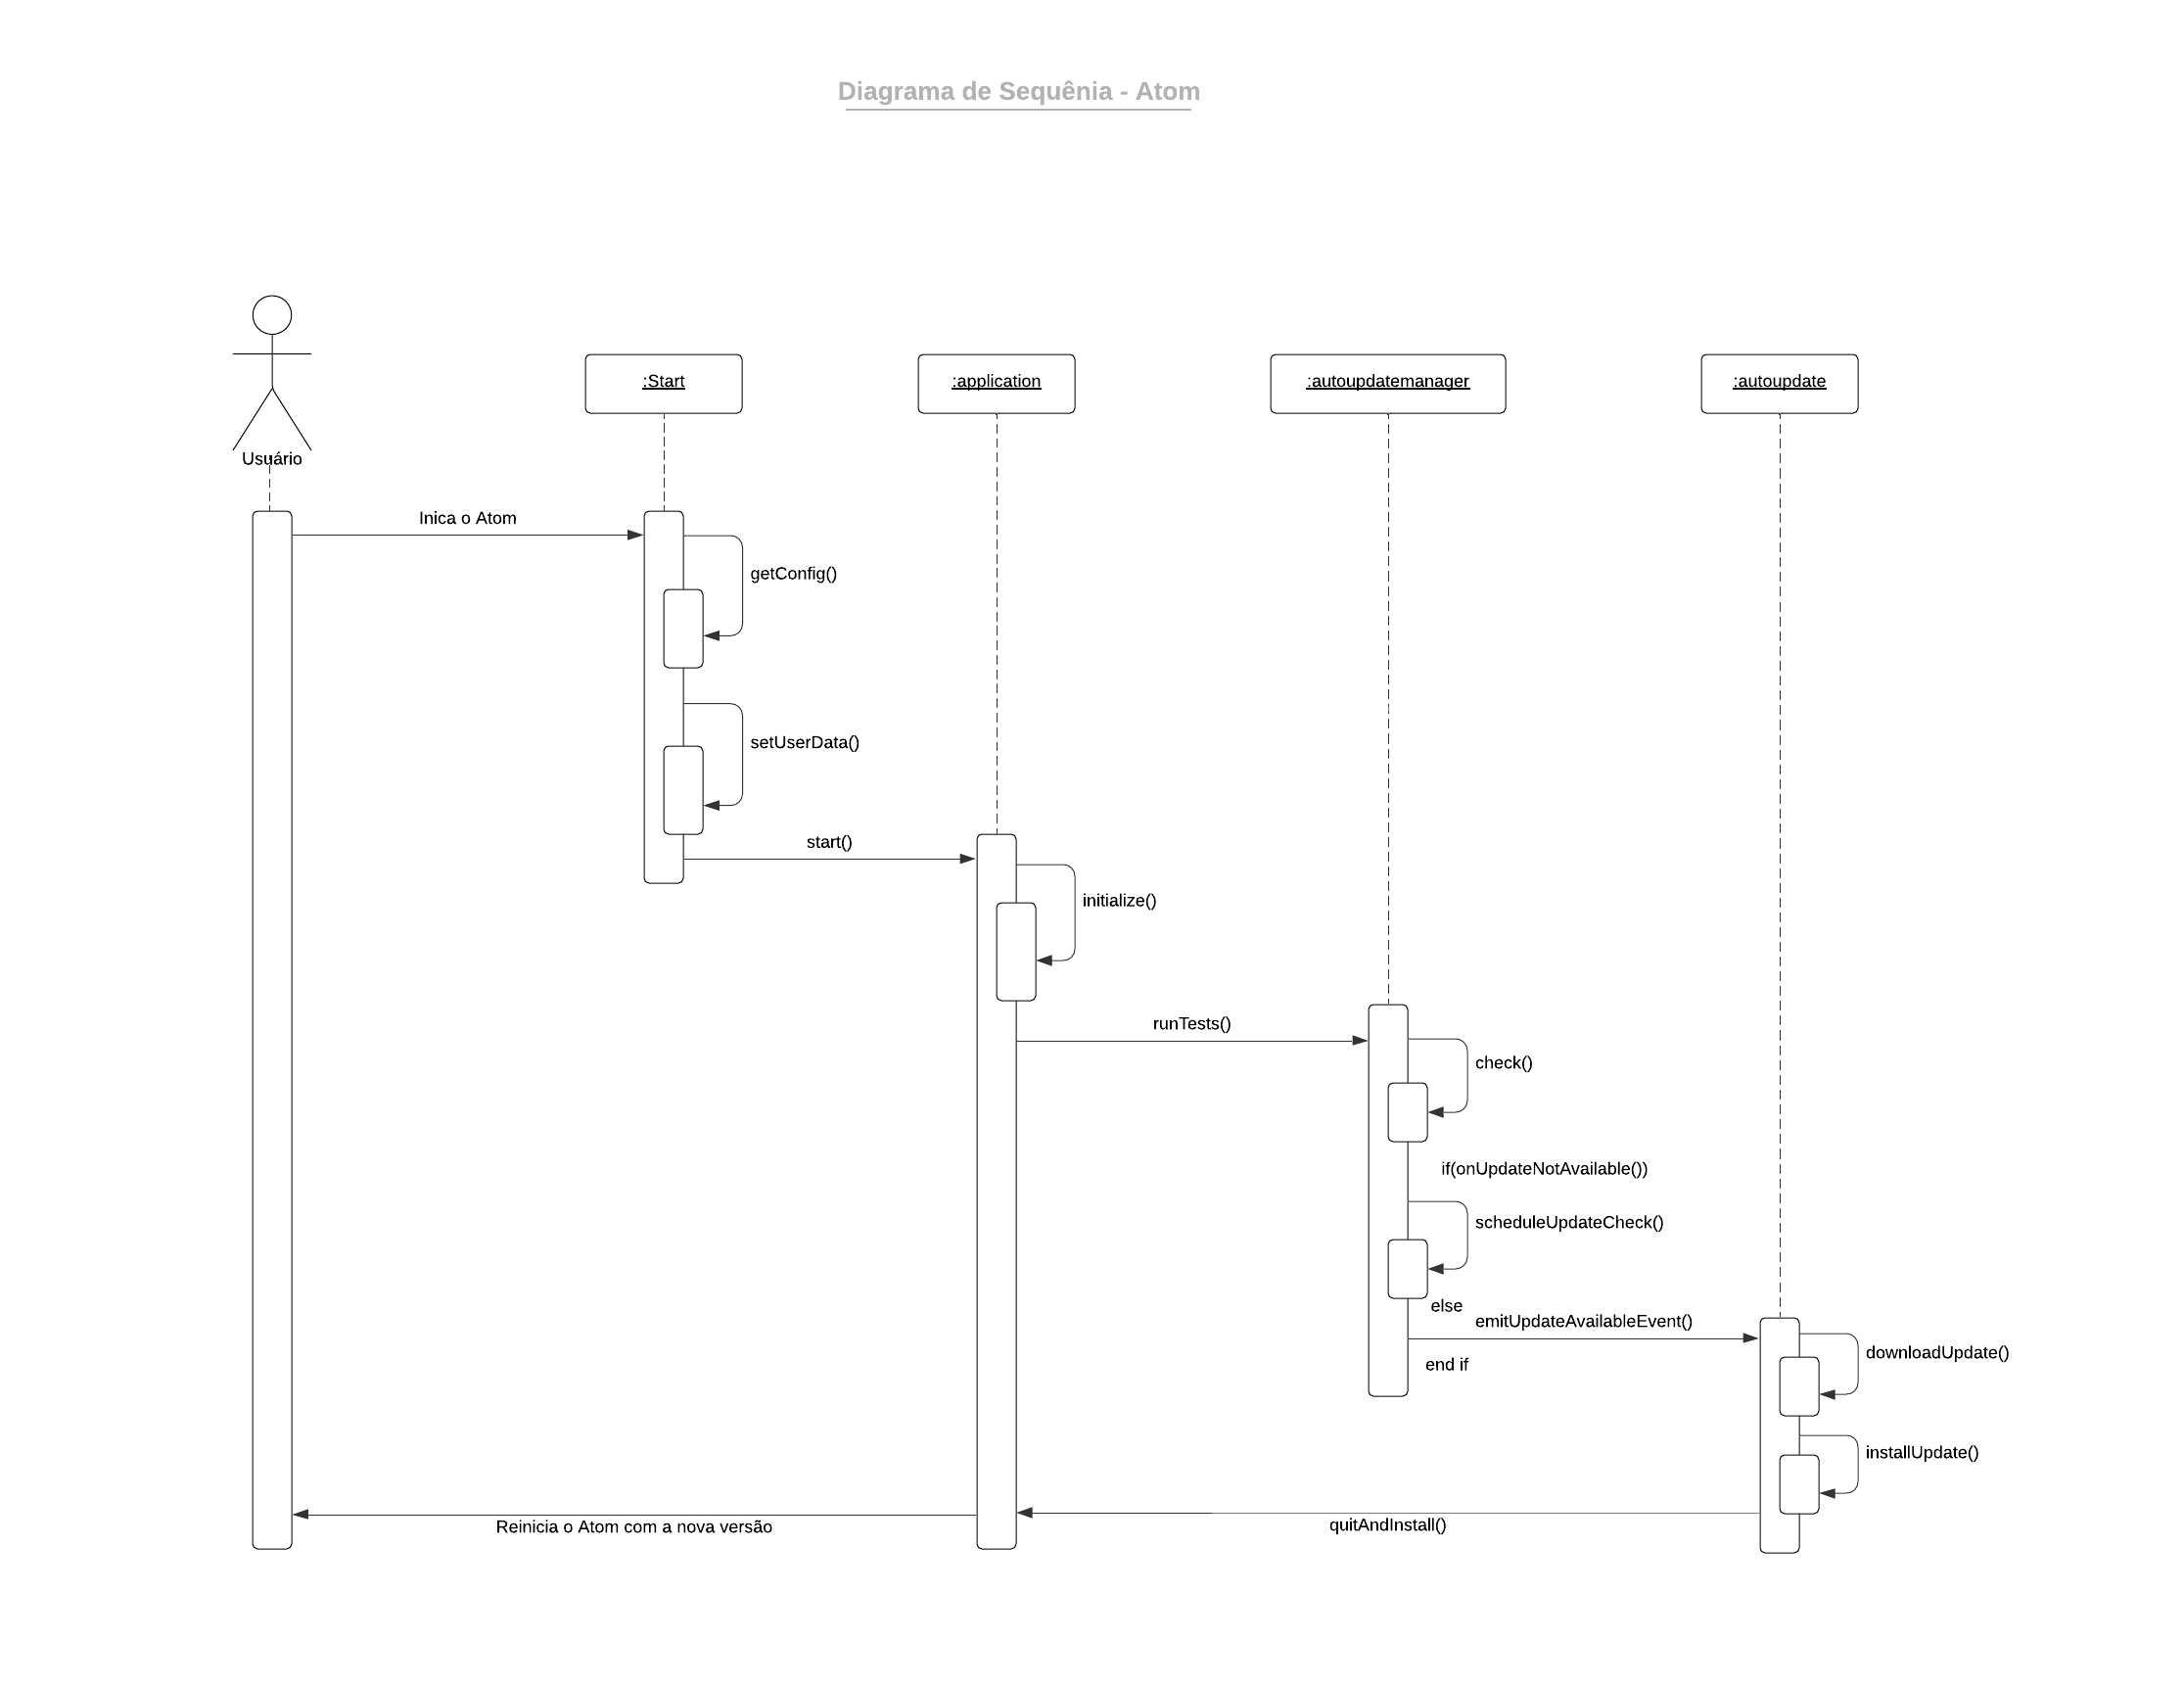 Diagrama de Sequênia - Atom
Usuário
:Start
:application
:autoupdatemanager
:autoupdate
Inica o Atom
getConfig()
setUserData()
start()
initialize()
runTests()
check()
if(onUpdateNotAvailable())
scheduleUpdateCheck()
else
emitUpdateAvailableEvent()
end if
downloadUpdate()
installUpdate()
quitAndInstall()
Reinicia o Atom com a nova versão